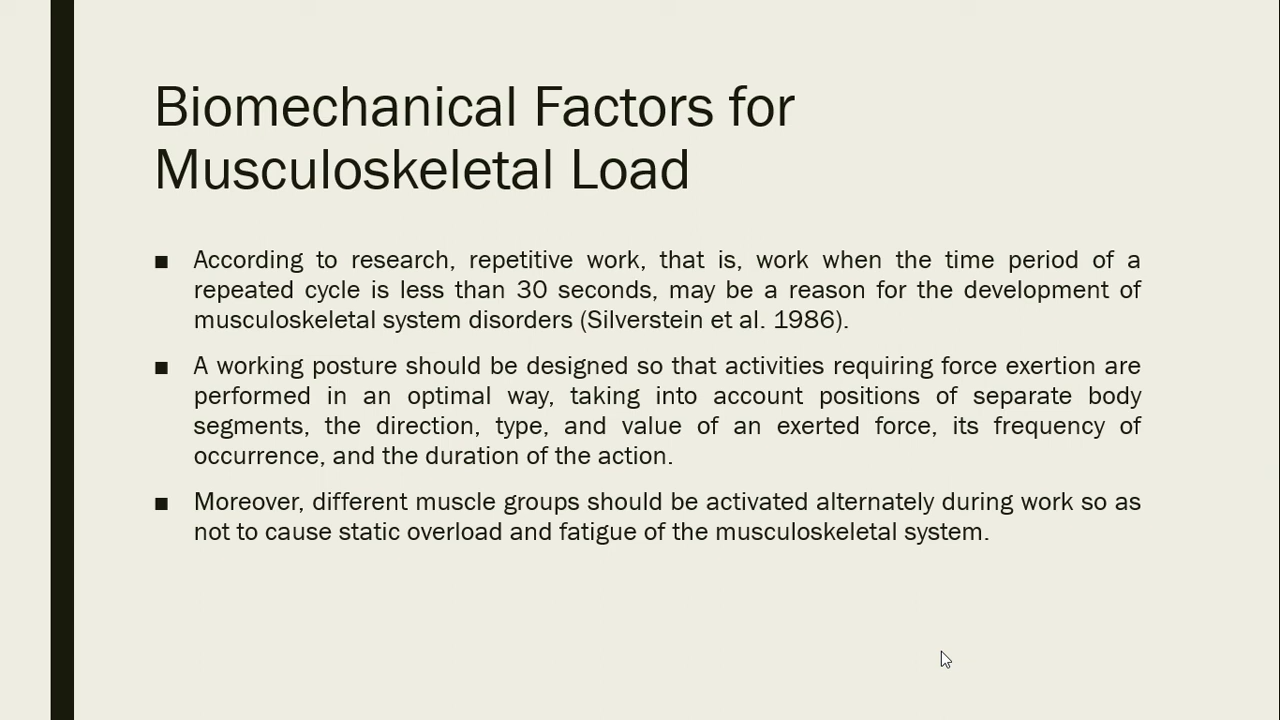 Biomechanical Factors for
Musculoskeletal Load
■ According to research, repetitive work, that is, work when the time period of a
repeated cycle is less than 30 seconds, may be a reason for the development of
musculoskeletal system disorders (Silverstein et al. 1986).
■ A working posture should be designed so that activities requiring force exertion are
performed in an optimal way, taking into account positions of separate body
segments, the direction, type, and value of an exerted force, its frequency of
occurrence, and the duration of the action.
■ Moreover, different muscle groups should be activated alternately during work so as
not to cause static overload and fatigue of the musculoskeletal system.